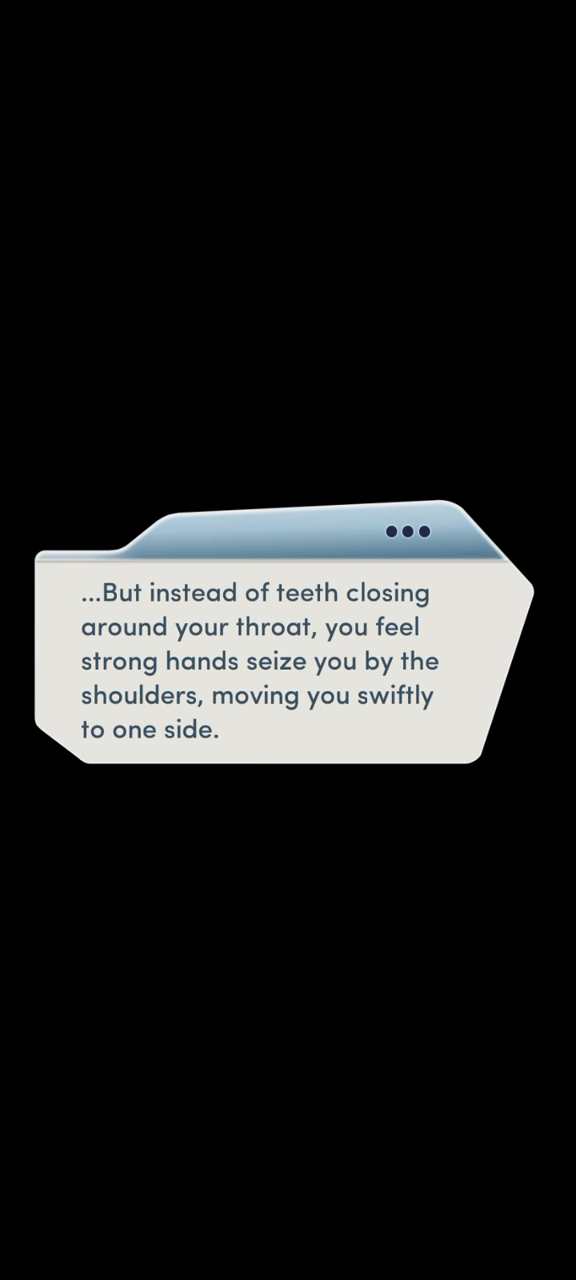 ...But instead of teeth closing
around your throat, you feel
strong hands seize you by the
shoulders, moving you swiftly
to one side.